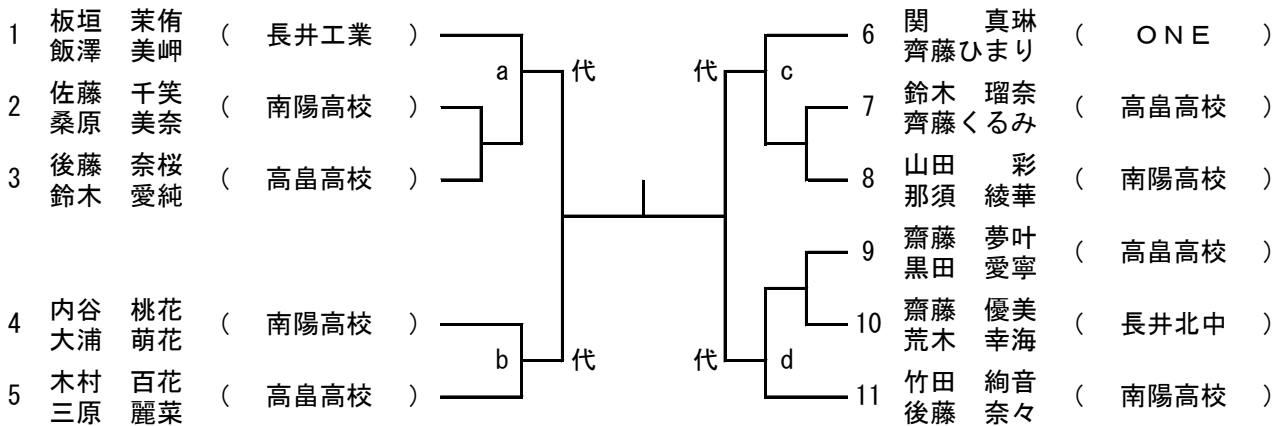 1 板垣 茉侑 ( 長井工業 )
飯澤 美岬
2 佐藤 千笑 ( 南陽高校 )
桑原 美奈
3 後藤 奈桜 ( 高畠高校 )
鈴木 愛純
4 内谷 桃花 ( 南陽高校 )
大浦 萌花
5 木村 百花 ( 高畠高校 )
三原 麗菜
a 代
b 代
代 c
代 d
6 関 真琳 ( ONE )
齊藤ひまり
7 鈴木 瑠奈 ( 高畠高校 )
齊藤くるみ
8 山田 彩 ( 南陽高校 )
那須 綾華
9 齋藤 夢叶 ( 高畠高校 )
黒田 愛寧
10 齋藤 優美 ( 長井北中 )
荒木 幸海
11 竹田 絢音 ( 南陽高校 )
後藤 奈々